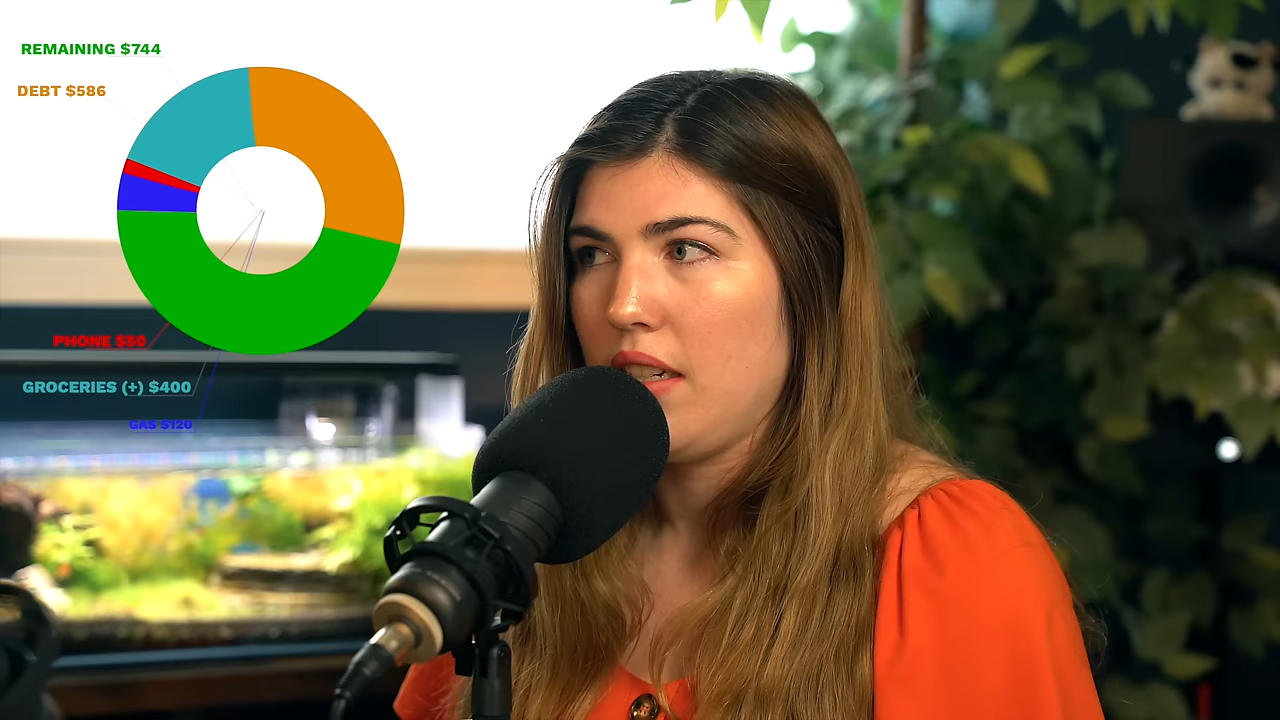 REMAINING $744
DEBT $586
PHONE $50
GROCERIES (+) $400
GAS $120